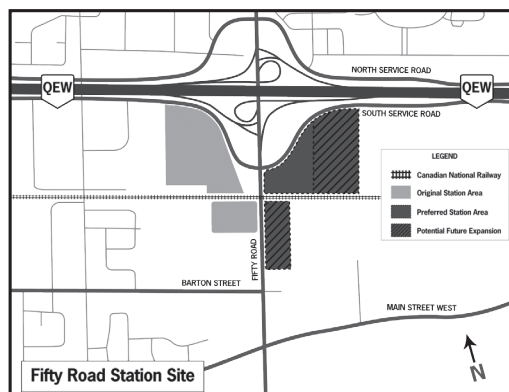 NORTH SERVICE ROAD
QEW
QEW
SOUTH SERVICE ROAD
LEGEND
Canadian National Railway
Original Station Area
Preferred Station Area
Potential Future Expansion
FIFTY ROAD
BARTON STREET
MAIN STREET WEST
Fifty Road Station Site
N